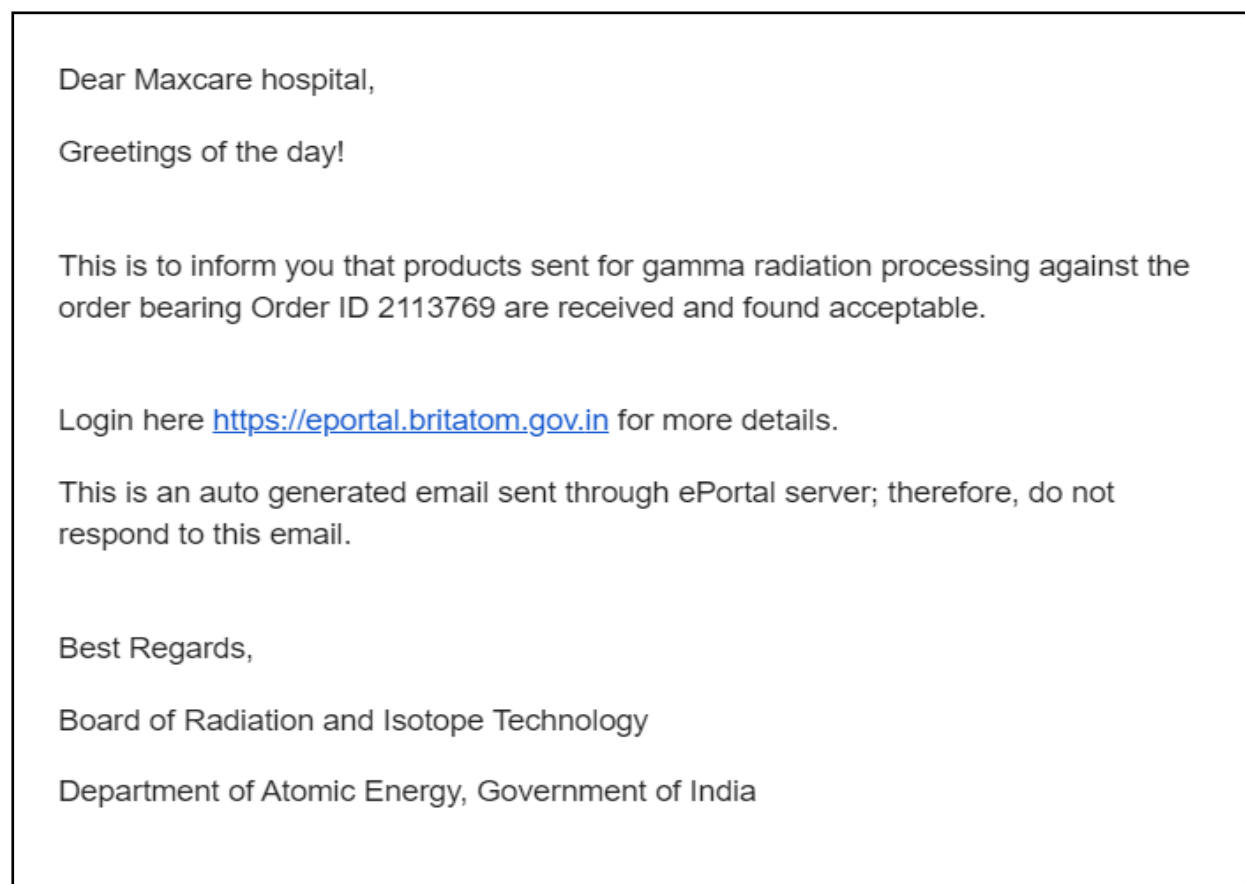 Dear Maxcare hospital,
Greetings of the day!
This is to inform you that products sent for gamma radiation processing against the
order bearing Order ID 2113769 are received and found acceptable.
Login here https://eportal.britatom.gov.in for more details.
This is an auto generated email sent through ePortal server; therefore, do not
respond to this email.
Best Regards,
Board of Radiation and Isotope Technology
Department of Atomic Energy, Government of India